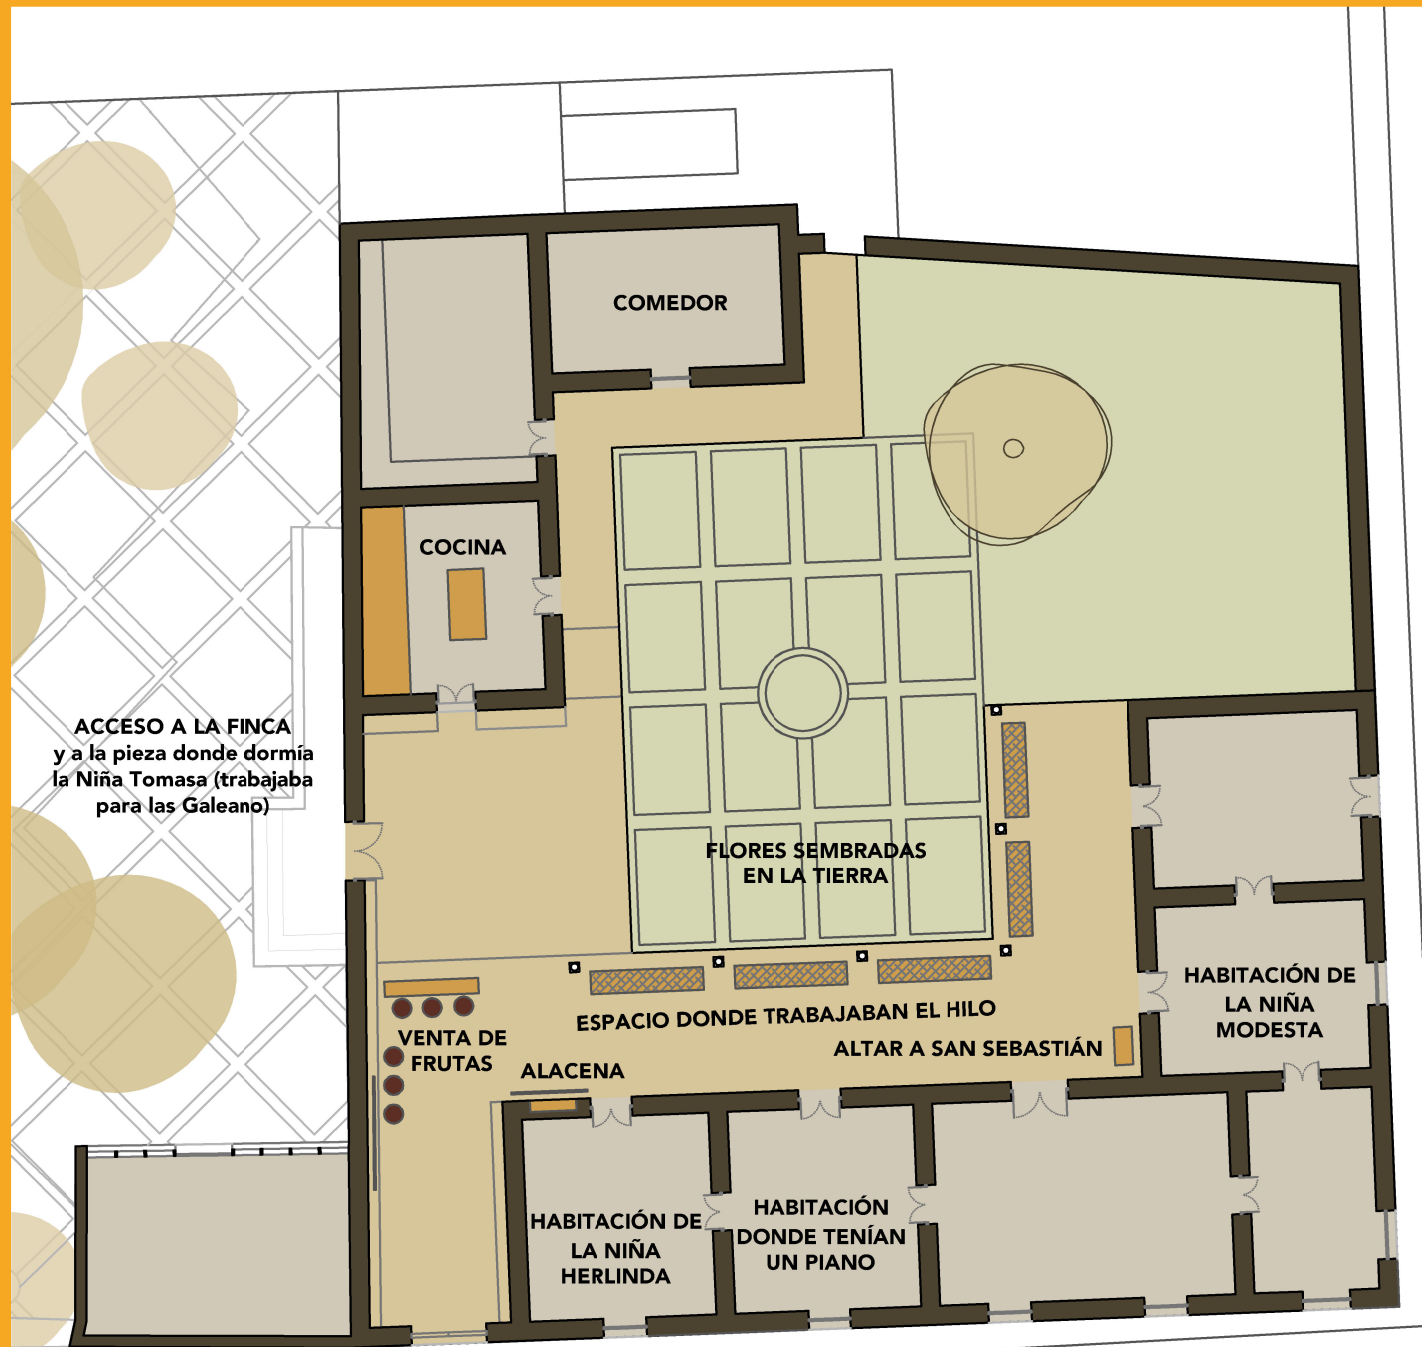 COMEDOR
COCINA
ACCESO A LA FINCA
y a la pieza donde dormía
la Niña Tomasa (trabajaba
para las Galeano)
FLORES SEMBRADAS
EN LA TIERRA
HABITACIÓN DE
LA NIÑA
MODESTA
ESPACIO DONDE TRABAJABAN EL HILO
VENTA DE
FRUTAS
ALTAR A SAN SEBASTIÁN
ALACENA
HABITACIÓN DE
LA NIÑA
HERLINDA
HABITACIÓN
DONDE TENÍAN
UN PIANO